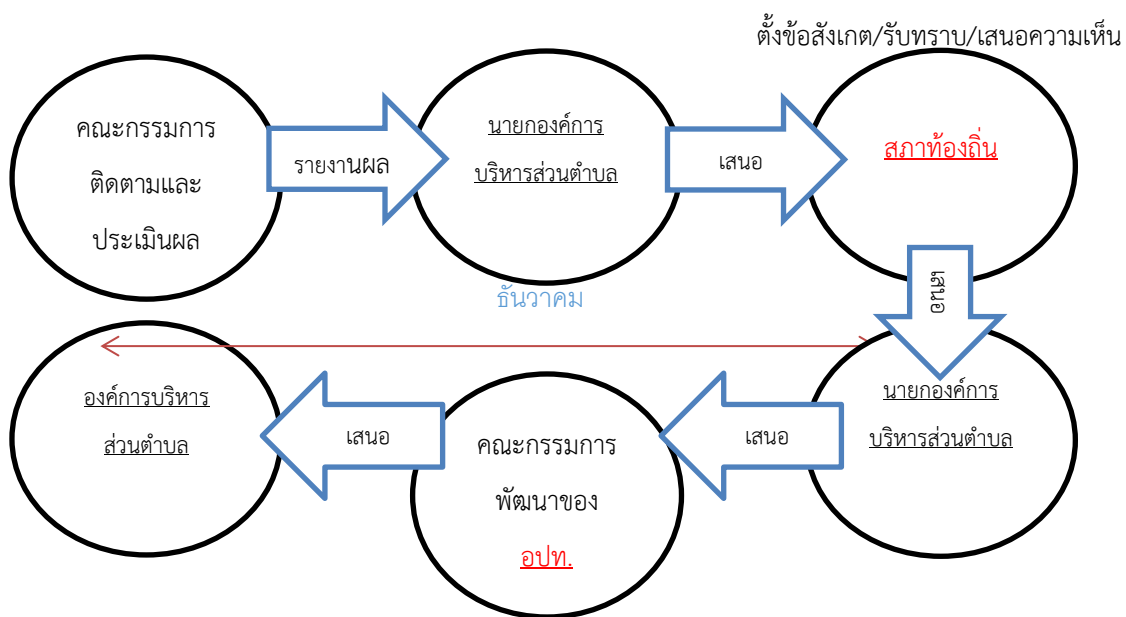 ตั้งข้อสังเกต/รับทราบ/เสนอความเห็น
คณะกรรมการ
ติดตามและ
ประเมินผล
รายงานผล
นายกองค์การ
บริหารส่วนตำบล
เสนอ
สภาท้องถิ่น
เสนอ
ธันวาคม
นายกองค์การ
บริหารส่วนตำบล
เสนอ
คณะกรรมการ
พัฒนาของ
อปท.
เสนอ
องค์การบริหาร
ส่วนตำบล